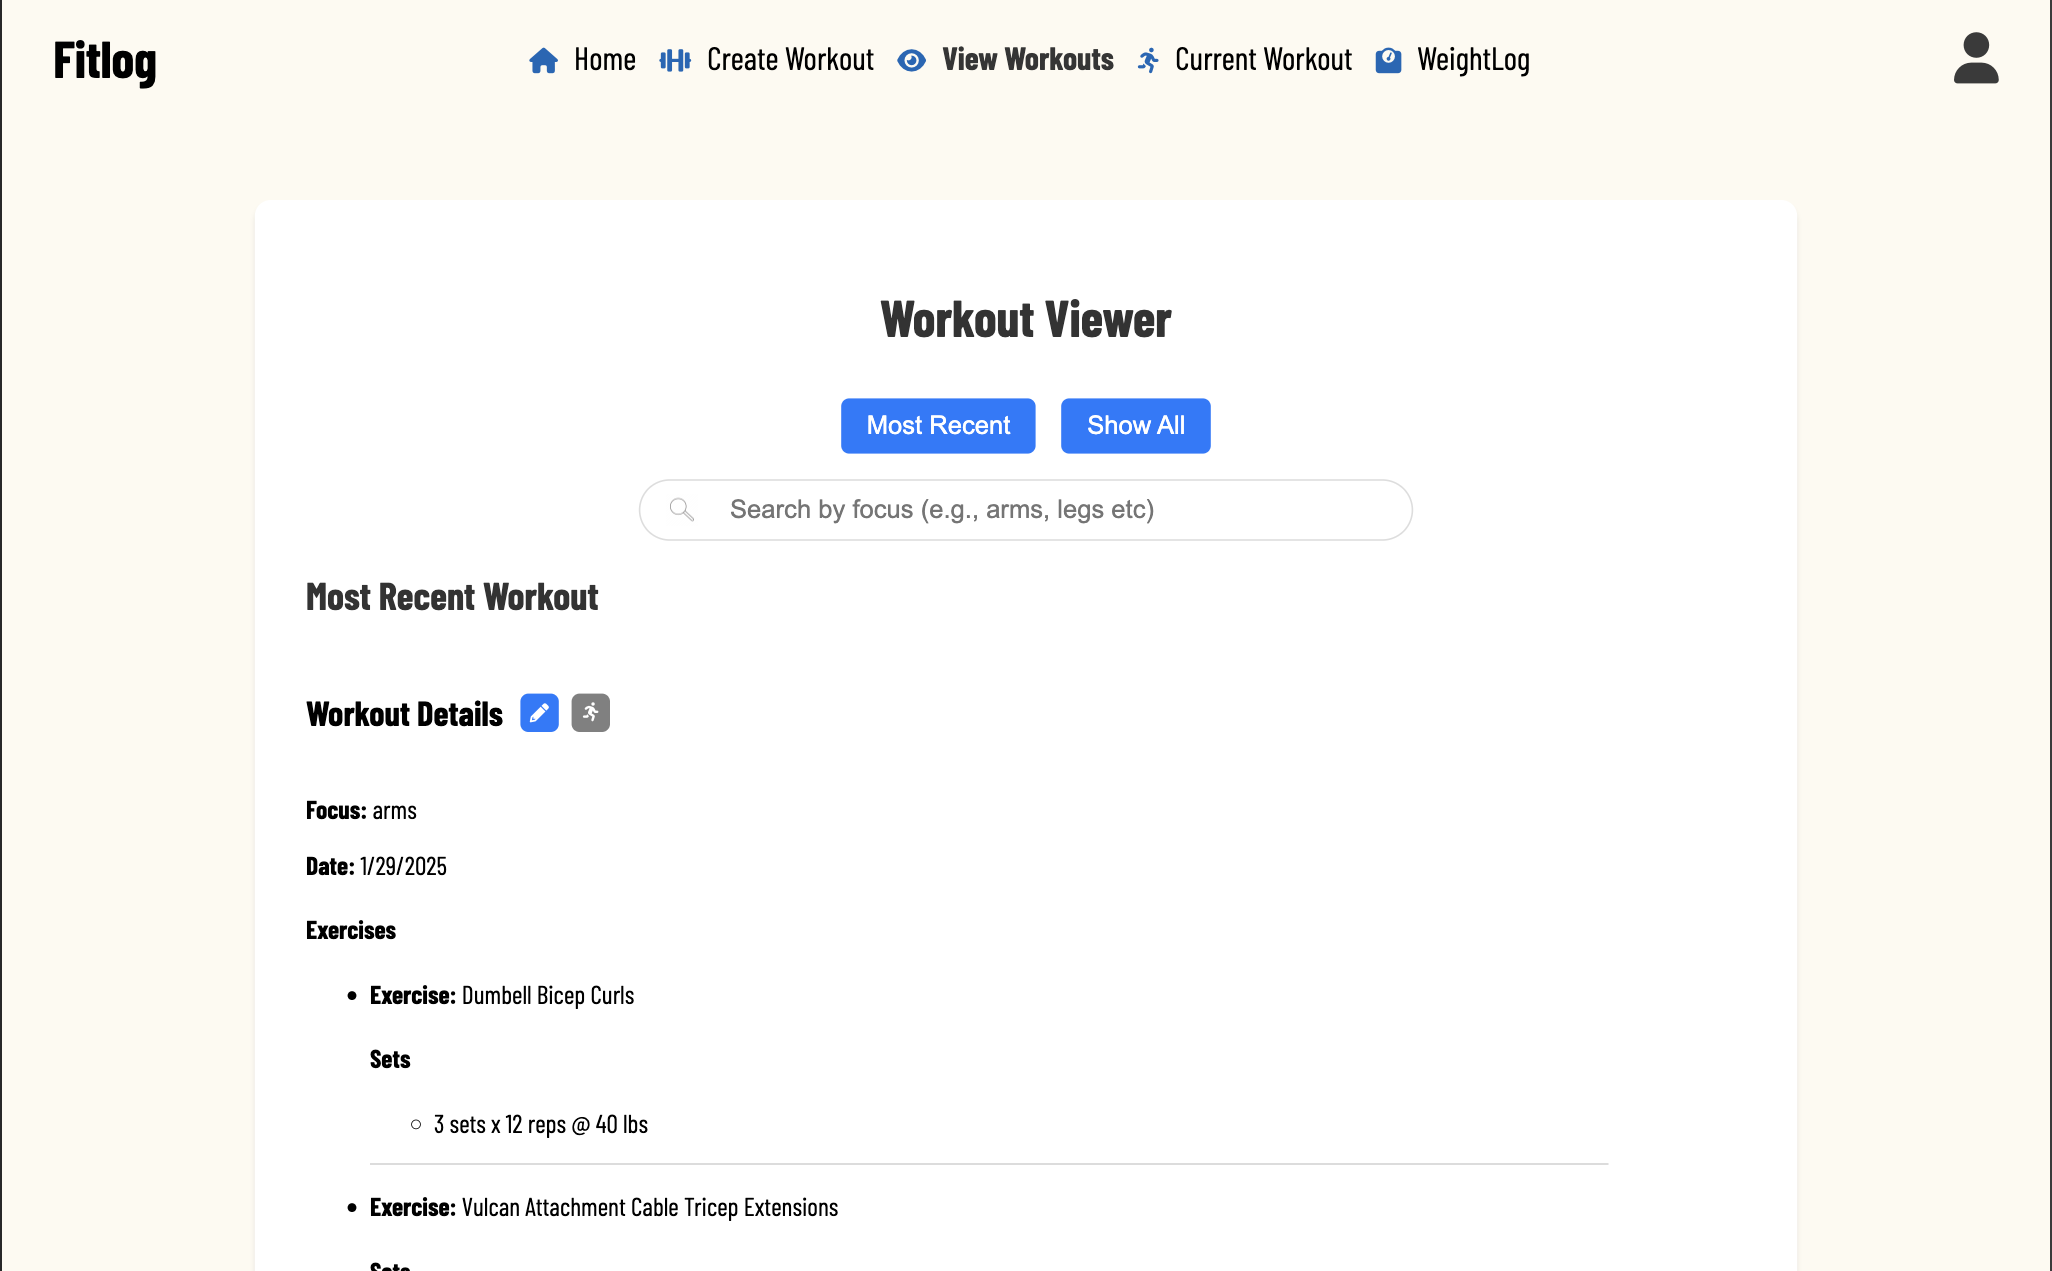 Fitlog
Home Create Workout View Workouts Current Workout WeightLog
Workout Viewer
Most Recent Show All
Search by focus (e.g., arms, legs etc)
Most Recent Workout
Workout Details
Focus: arms
Date: 1/29/2025
Exercises
Exercise: Dumbell Bicep Curls
Sets
3 sets x 12 reps @ 40 lbs
Exercise: Vulcan Attachment Cable Tricep Extensions
Sets